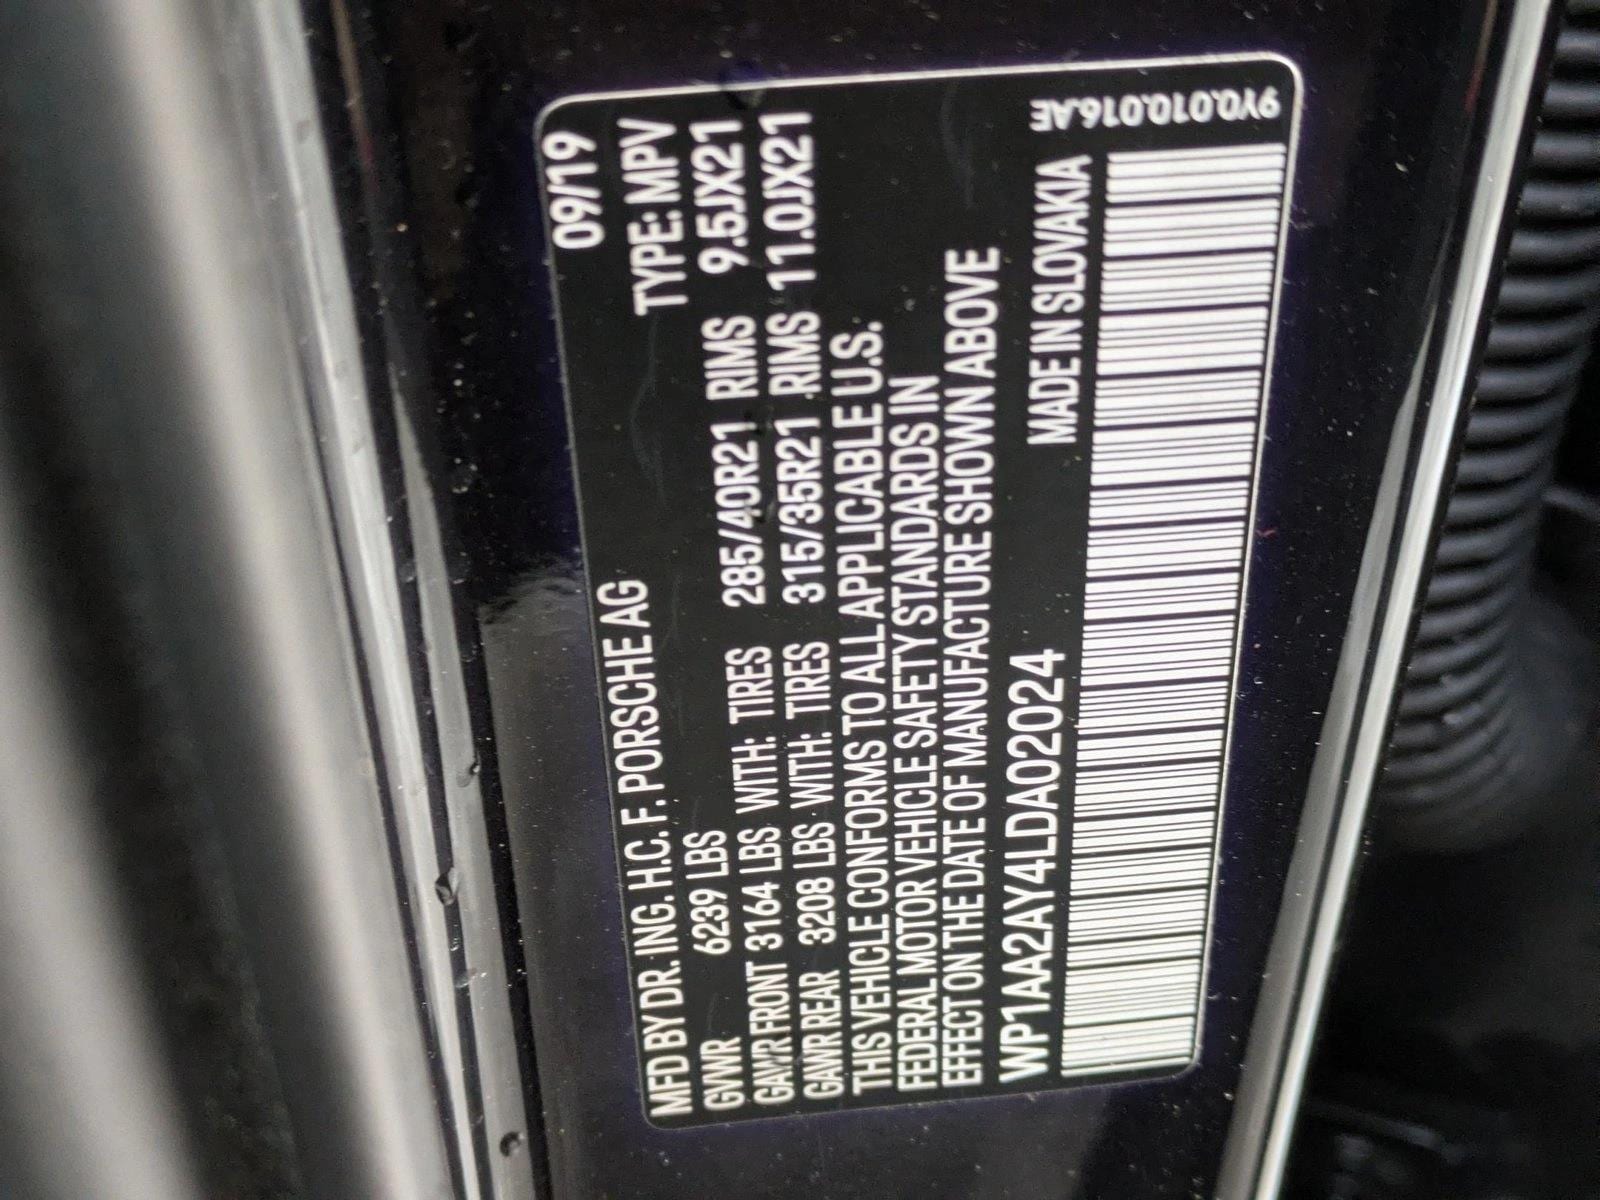 MFD BY DR. ING. H.C. F. PORSCHE AG 09/19
GVWR 6239 LBS TYPE: MPV
GAWR FRONT 3164 LBS WITH: TIRES 285/40R21 RIMS 9.5JX21
GAWR REAR 3208 LBS WITH: TIRES 315/35R21 RIMS 11.0JX21
THIS VEHICLE CONFORMS TO ALL APPLICABLE U.S.
FEDERAL MOTOR VEHICLE SAFETY STANDARDS IN
EFFECT ON THE DATE OF MANUFACTURE SHOWN ABOVE
WP1AA2AY4LDA02024 MADE IN SLOVAKIA
9Y0.010.016.AE